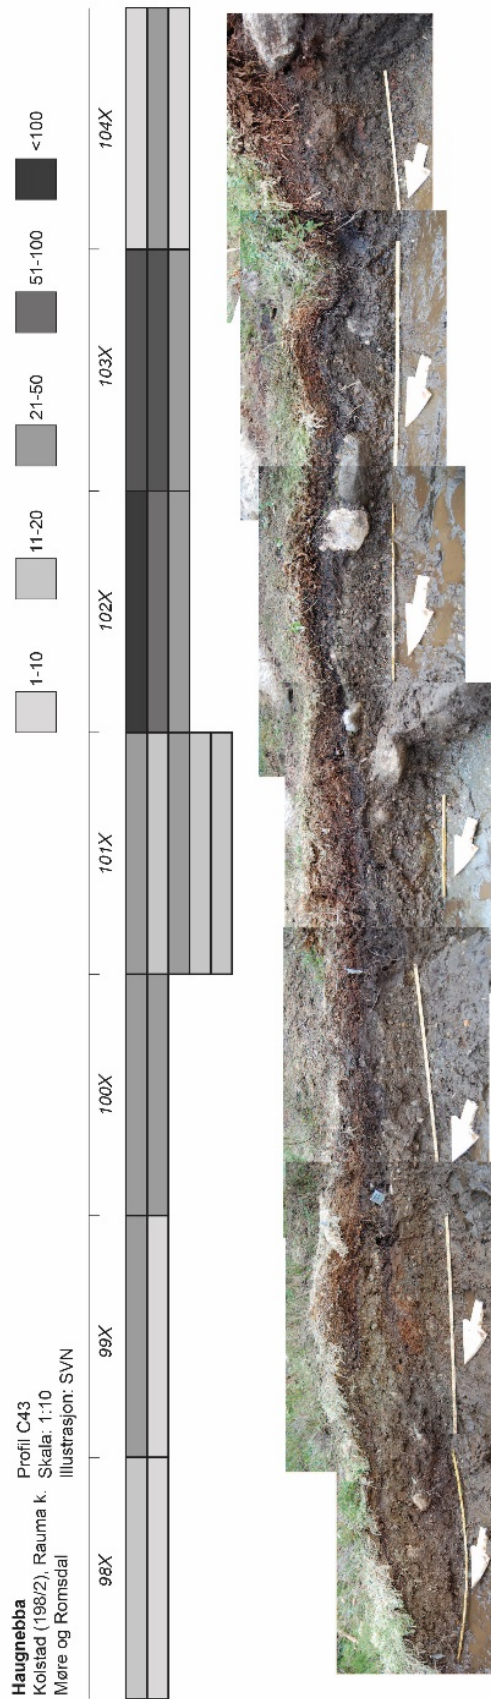 Haugnebba
Kolstad (198/2), Rauma k.
Møre og Romsdal
Profil C43
Skala: 1:10
Illustrasjon: SVN
1-10
11-20
21-50
51-100
<100
98X
99X
100X
101X
102X
103X
104X